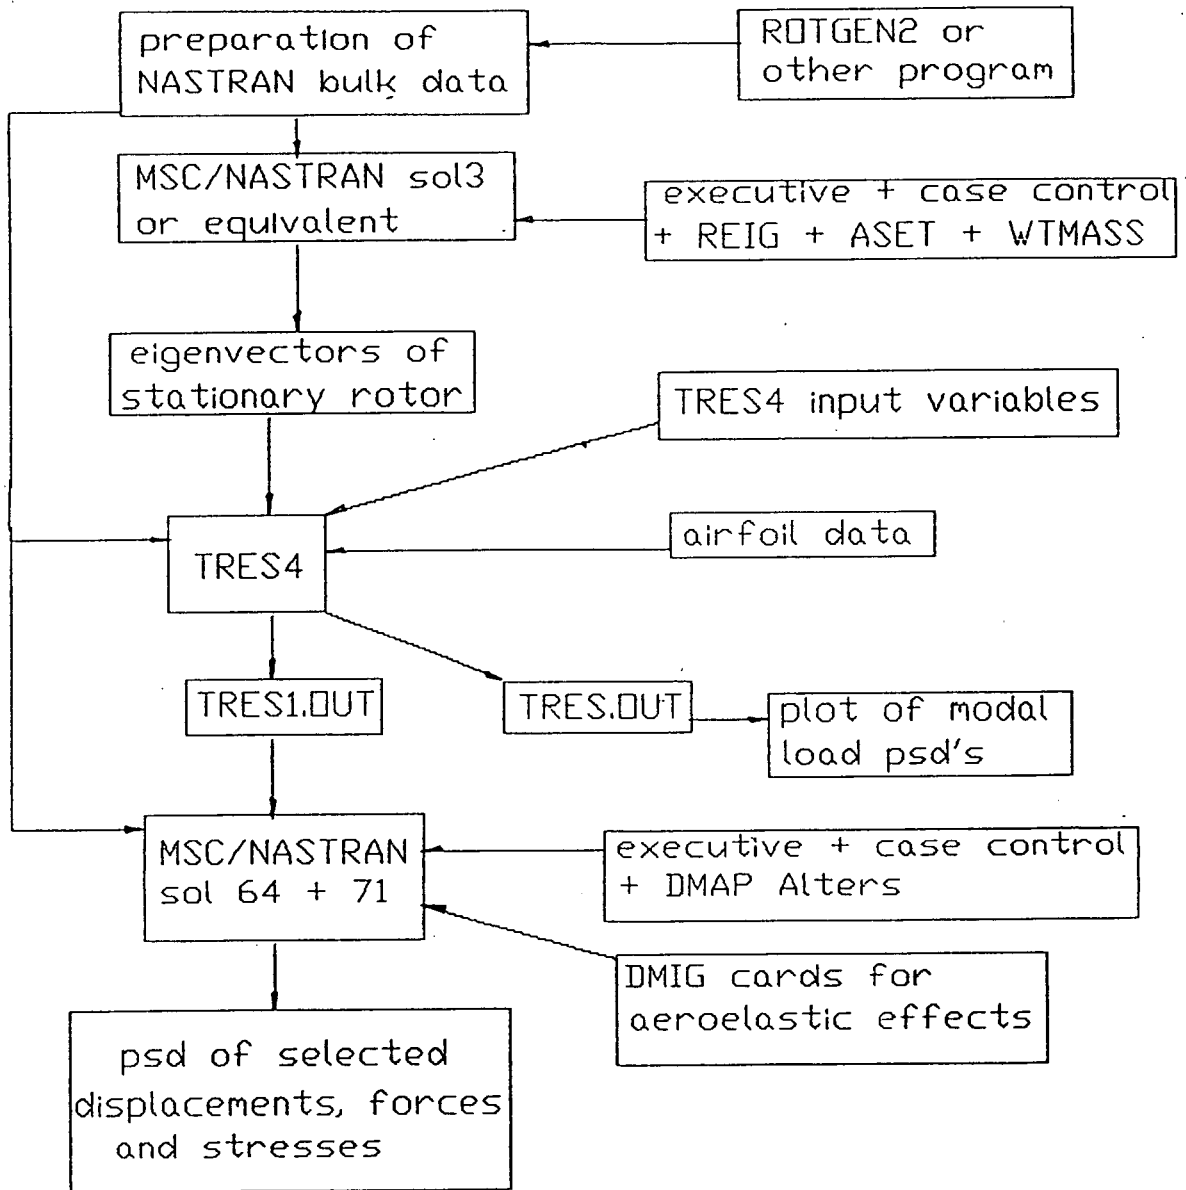 preparation of
NASTRAN bulk data
ROTGEN2 or
other program
MSC/NASTRAN sol3
or equivalent
executive + case control
+ REIG + ASET + WTMASS
eigenvectors of
stationary rotor
TRES4 input variables
airfoil data
TRES4
TRES1.OUT
TRES.OUT
plot of modal
load psd's
MSC/NASTRAN
sol 64 + 71
executive + case control
+ DMAP Alters
DMIG cards for
aeroelastic effects
psd of selected
displacements, forces
and stresses